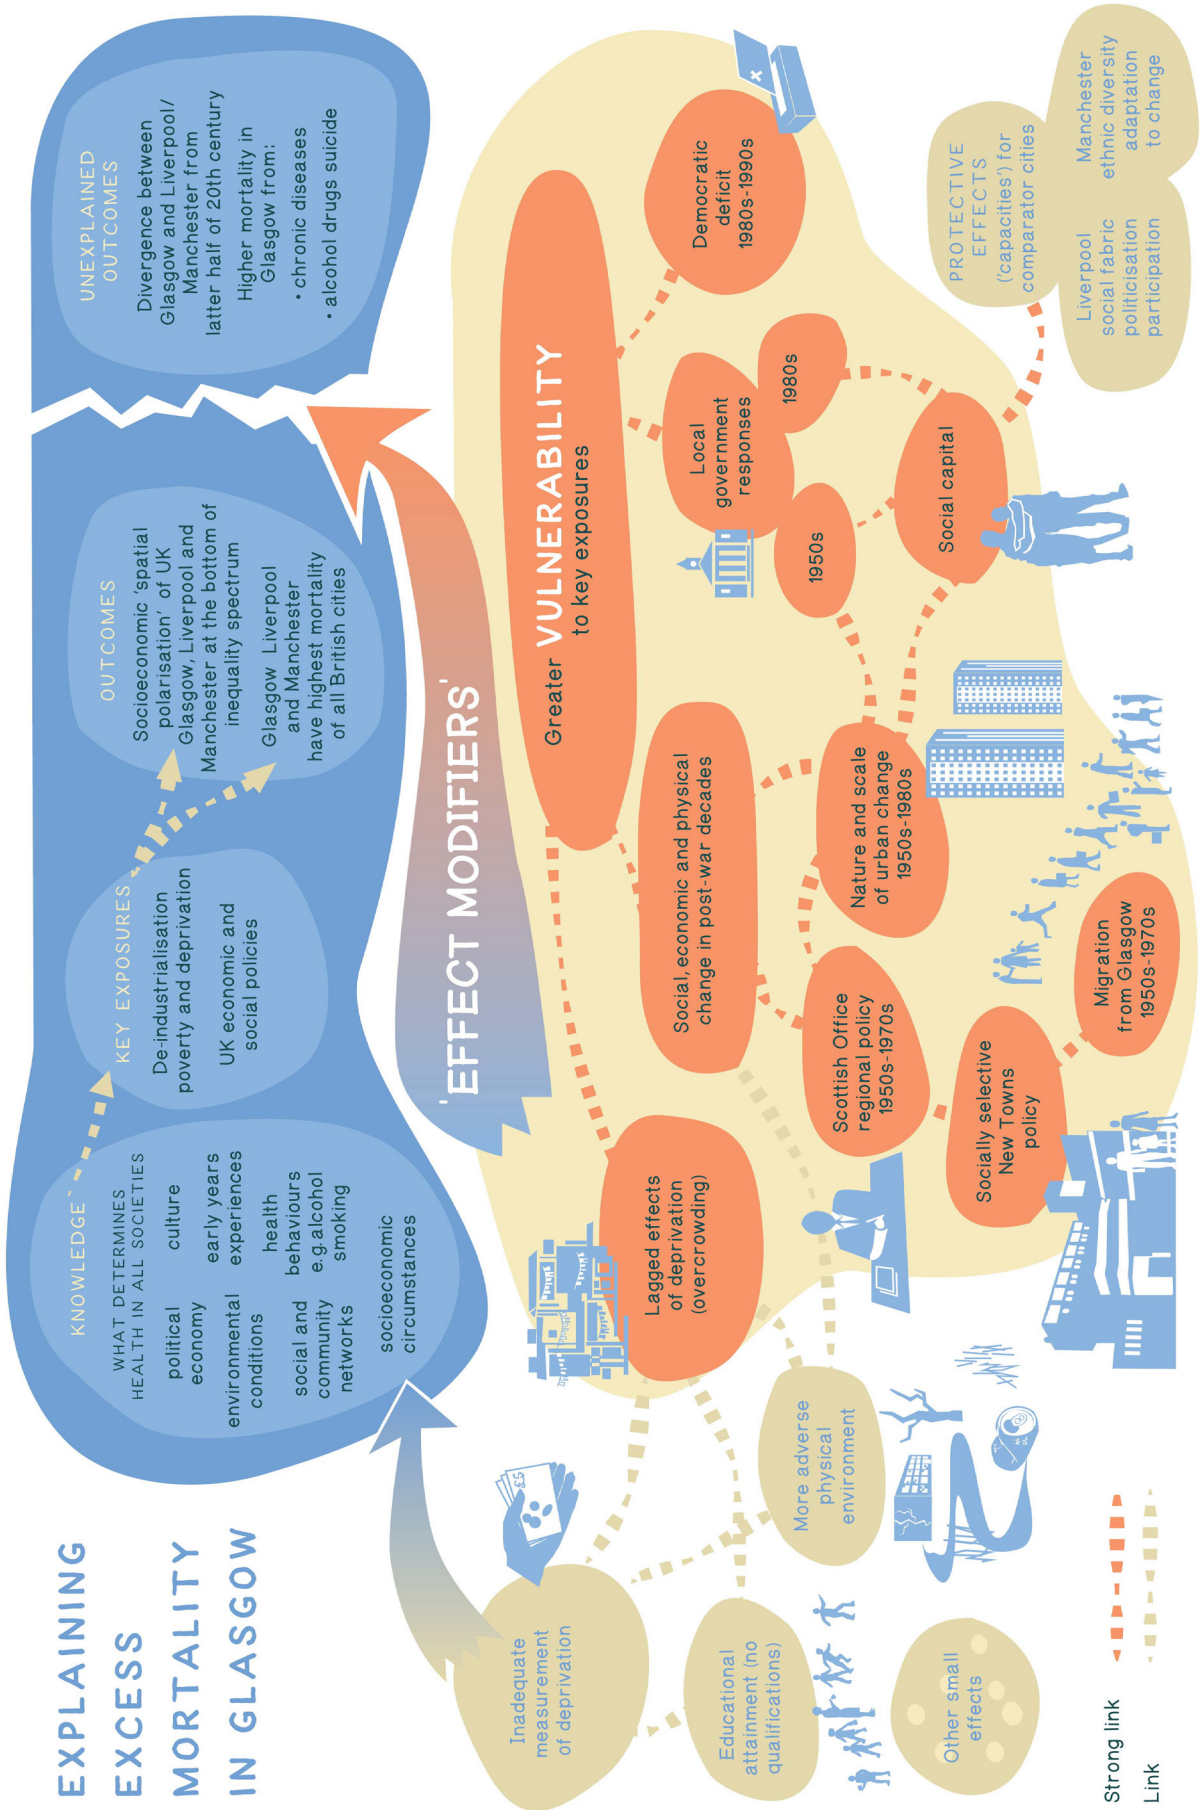 EXPLAINING
EXCESS
MORTALITY
IN GLASGOW
KNOWLEDGE
WHAT DETERMINES
HEALTH IN ALL SOCIETIES
political
economy
culture
environmental
conditions
early years
experiences
social and
community
networks
health
behaviours
e.g.alcohol
smoking
socioeconomic
circumstances
KEY EXPOSURES
De-industrialisation
poverty and deprivation
UK economic and
social policies
OUTCOMES
Socioeconomic 'spatial
polarisation' of UK
Glasgow, Liverpool and
Manchester at the bottom of
inequality spectrum
Glasgow Liverpool
and Manchester
have highest mortality
of all British cities
UNEXPLAINED
OUTCOMES
Divergence between
Glasgow and Liverpool/
Manchester from
latter half of 20th century
Higher mortality in
Glasgow from:
• chronic diseases
• alcohol drugs suicide
'EFFECT MODIFIERS'
Greater VULNERABILITY
to key exposures
Inadequate
measurement
of deprivation
£5
Lagged effects
of deprivation
(overcrowding)
Social, economic and physical
change in post-war decades
Local
government
responses
1950s
1980s
Democratic
deficit
1980s-1990s
Educational
attainment (no
qualifications)
More adverse
physical
environment
Scottish Office
regional policy
1950s-1970s
Nature and scale
of urban change
1950s-1980s
Social capital
PROTECTIVE
EFFECTS
('capacities') for
comparator cities
Liverpool
social fabric
politicisation
participation
Manchester
ethnic diversity
adaptation
to change
Other small
effects
Socially selective
New Towns
policy
Migration
from Glasgow
1950s-1970s
Strong link
Link